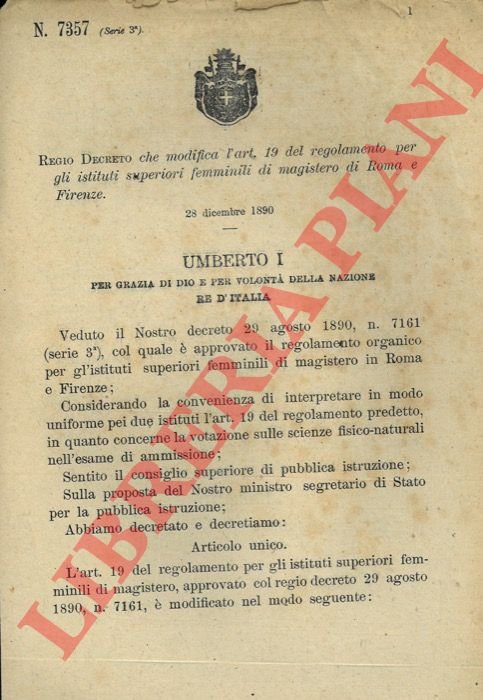 1
N. 7357 (Serie 3ª).
REGIO DECRETO che modifica l'art. 19 del regolamento per
gli istituti superiori femminili di magistero di Roma e
Firenze.
28 dicembre 1890
UMBERTO I
PER GRAZIA DI DIO E PER VOLONTÀ DELLA NAZIONE
RE D'ITALIA
Veduto il Nostro decreto 29 agosto 1890, n. 7161
(serie 3ª), col quale è approvato il regolamento organico
per gl'istituti superiori femminili di magistero in Roma
e Firenze;
Considerando la convenienza di interpretare in modo
uniforme pei due istituti l'art. 19 del regolamento predetto,
in quanto concerne la votazione sulle scienze fisico-naturali
nell'esame di ammissione;
Sentito il consiglio superiore di pubblica istruzione;
Sulla proposta del Nostro ministro segretario di Stato
per la pubblica istruzione;
Abbiamo decretato e decretiamo:
Articolo unico.
L'art. 19 del regolamento per gli istituti superiori fem-
minili di magistero, approvato col regio decreto 29 agosto
1890, n. 7161, è modificato nel modo seguente:
LIBRERIA PIANI